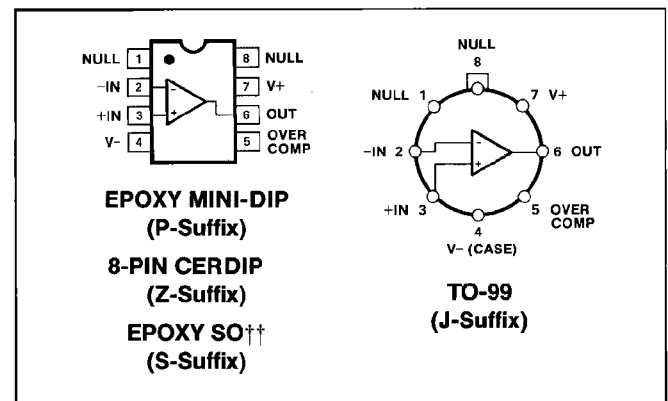 NULL 1 8 NULL
-IN 2 7 V+
+IN 3 6 OUT
V- 4 5 OVER COMP
- +
EPOXY MINI-DIP
(P-Suffix)
8-PIN CERDIP
(Z-Suffix)
EPOXY SO††
(S-Suffix)
NULL
8
NULL 1 7 V+
-IN 2 6 OUT
- +
+IN 3 5 OVER COMP
4
V- (CASE)
TO-99
(J-Suffix)